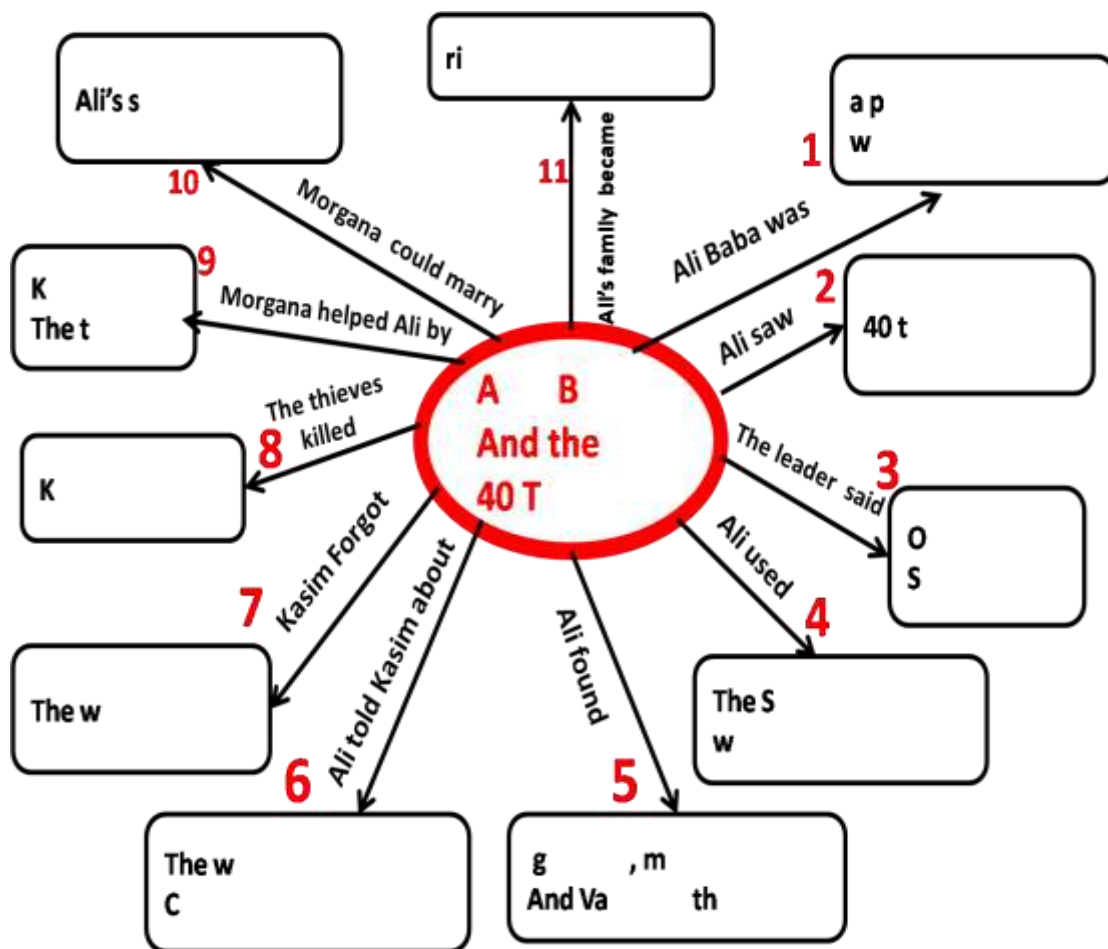 A B
And the
40 T
1
Ali Baba was
a p
w
2
Ali saw
40 t
3
The leader said
O
S
4
Ali used
The S
w
5
Ali found
g , m
And Va th
6
Ali told Kasim about
The w
C
7
Kasim Forgot
The w
8
The thieves
killed
K
9
Morgana helped Ali by
K
The t
10
Morgana could marry
Ali's s
11
Ali's family became
ri